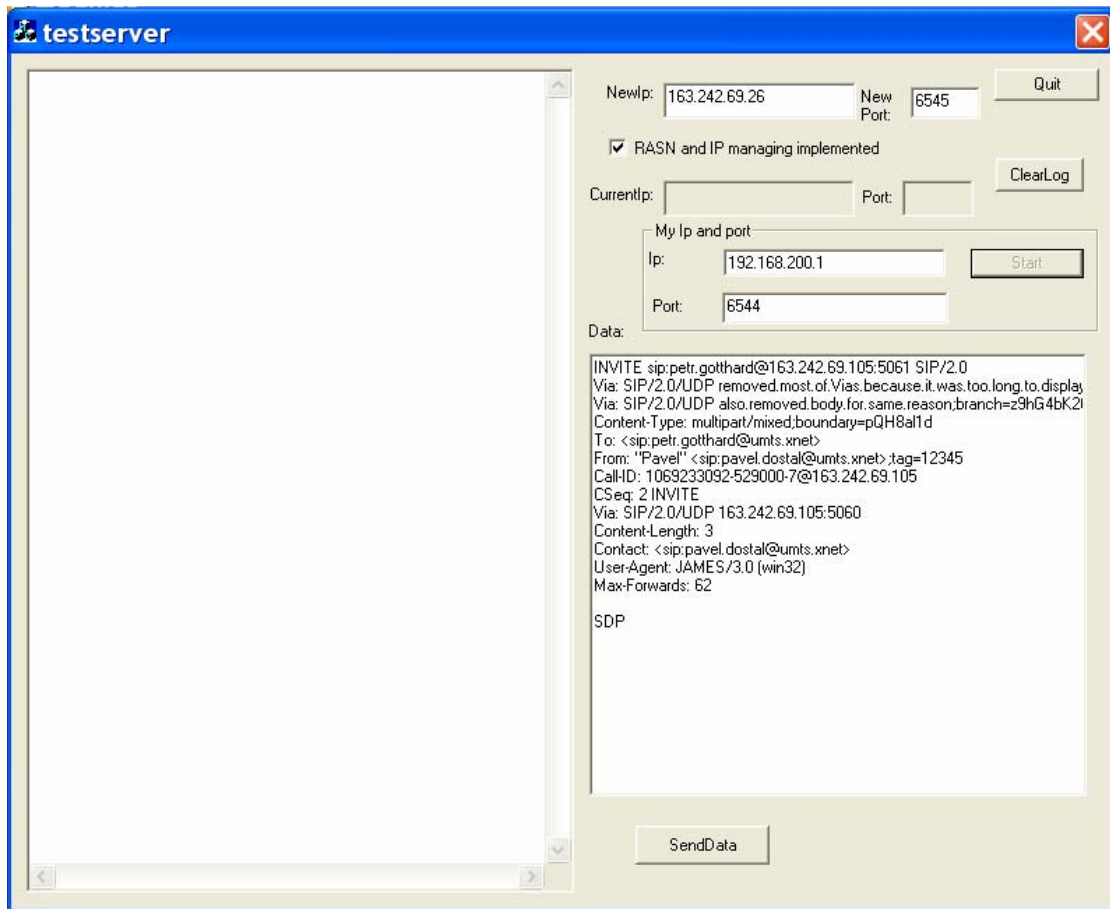 testserver
NewIp: 163.242.69.26 New Port: 6545 Quit
RASN and IP managing implemented
ClearLog
CurrentIp: Port:
My Ip and port
Ip: 192.168.200.1 Start
Port: 6544
Data:
INVITE sip:petr.gotthard@163.242.69.105:5061 SIP/2.0
Via: SIP/2.0/UDP removed.most.of.Vias.because.it.was.too.long.to.display
Via: SIP/2.0/UDP also.removed.body.for.same.reason;branch=z9hG4bK2
Content-Type: multipart/mixed;boundary=pQH8al1d
To: <sip:petr.gotthard@umts.xnet>
From: "Pavel" <sip:pavel.dostal@umts.xnet>;tag=12345
Call-ID: 1069233092-529000-7@163.242.69.105
CSeq: 2 INVITE
Via: SIP/2.0/UDP 163.242.69.105:5060
Content-Length: 3
Contact: <sip:pavel.dostal@umts.xnet>
User-Agent: JAMES/3.0 (win32)
Max-Forwards: 62
SDP
SendData